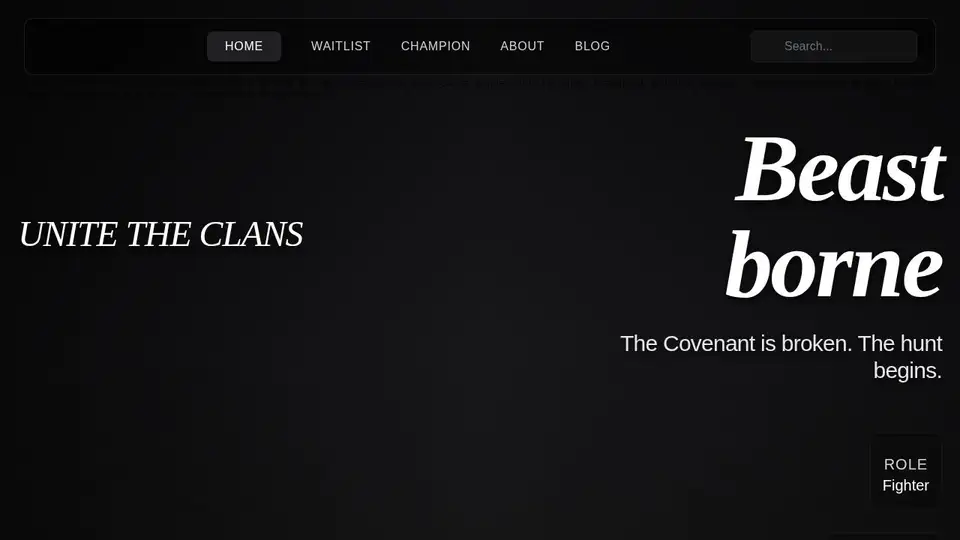 HOME WAITLIST CHAMPION ABOUT BLOG Search...
UNITE THE CLANS
Beast
borne
The Covenant is broken. The hunt
begins.
ROLE
Fighter